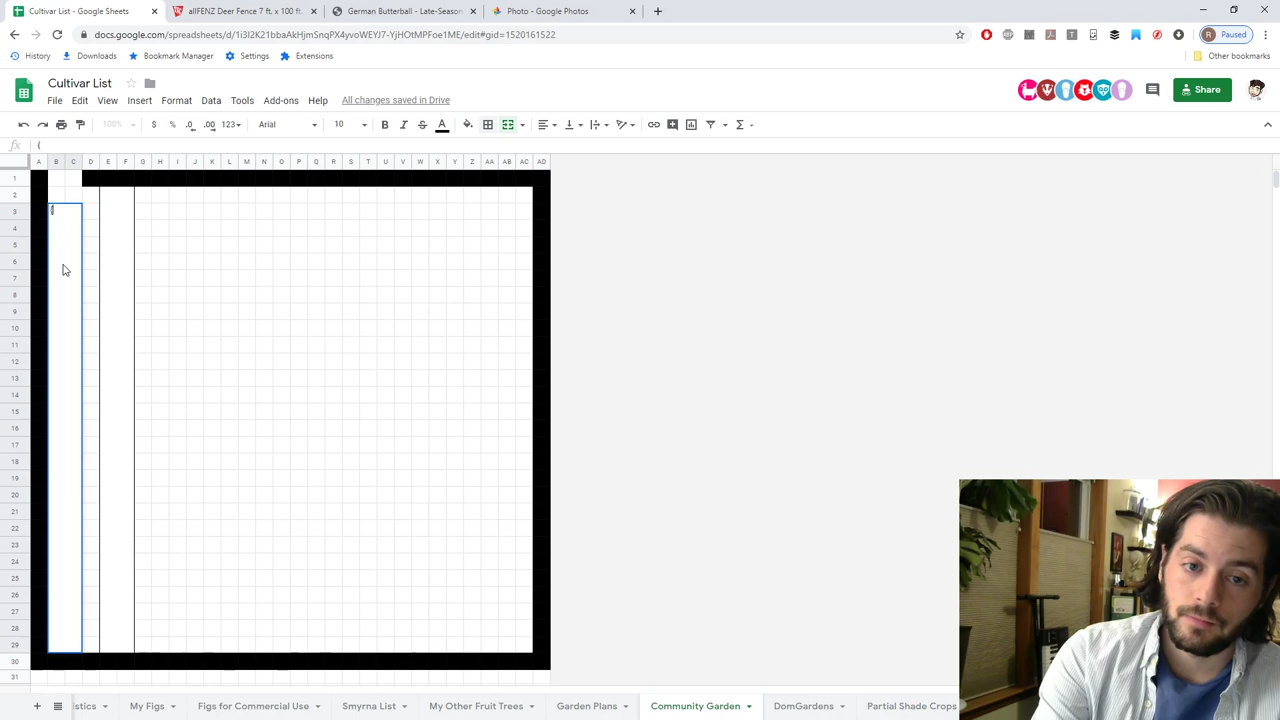 Cultivar List - Google Sheets
allFENZ Deer Fence 7 ft. x 100 ft.
German Butterball - Late-Season
Photo - Google Photos
docs.google.com/spreadsheets/d/1i3I2K21bbaAkHjmSnqPX4yvoWEYJ7-YjHOtMPFoe1ME/edit#gid=1520161522
R Paused
History Downloads Bookmark Manager Settings Extensions Other bookmarks
Cultivar List
File Edit View Insert Format Data Tools Add-ons Help All changes saved in Drive
Share
100% $ % .0 .00 123 Arial 10 B I S A
fx {
A B C D E F G H I J K L M N O P Q R S T U V W X Y Z AA AB AC AD
1
2
3 {
4
5
6
7
8
9
10
11
12
13
14
15
16
17
18
19
20
21
22
23
24
25
26
27
28
29
30
31
istics My Figs Figs for Commercial Use Smyrna List My Other Fruit Trees Garden Plans Community Garden DomGardens Partial Shade Crops